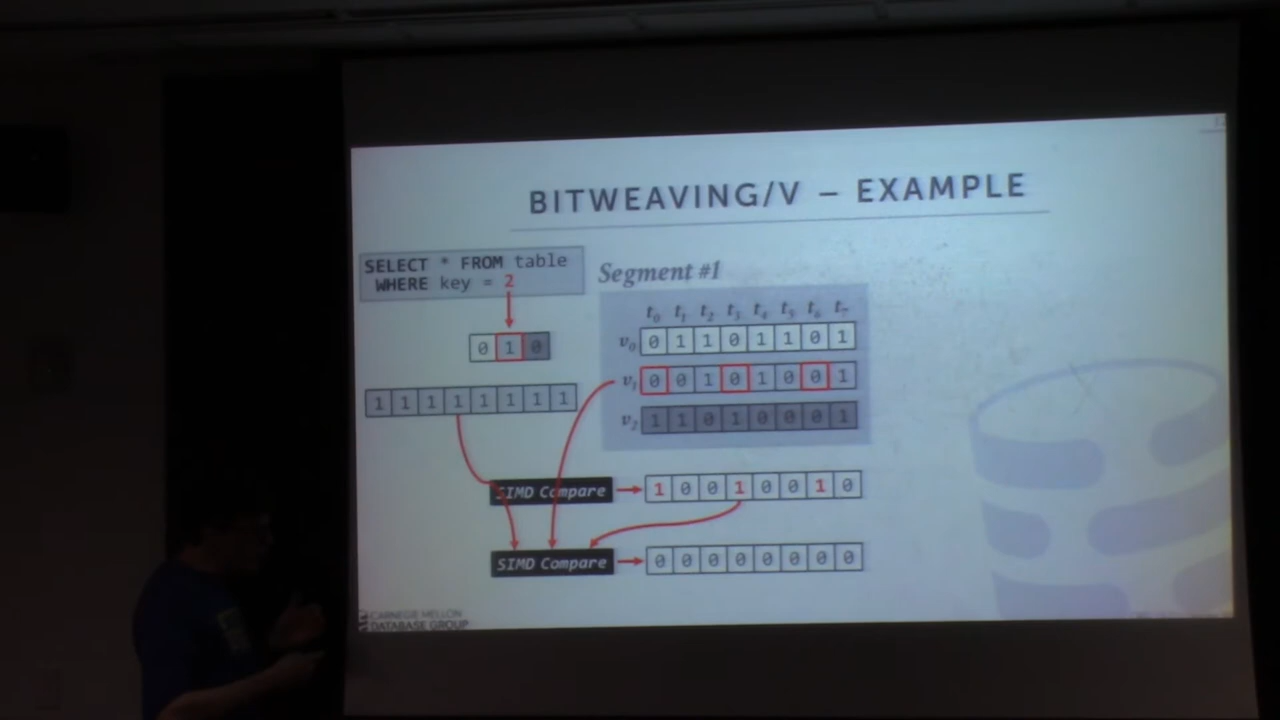 BITWEAVING/V – EXAMPLE
SELECT * FROM table
WHERE key = 2
Segment #1
t0 t1 t2 t3 t4 t5 t6 t7
v0 0 1 1 0 1 1 0 1
0 1 0
v1 0 0 1 0 1 0 0 1
1 1 1 1 1 1 1 1
v2 1 1 0 1 0 0 0 1
SIMD Compare 1 0 0 1 0 0 1 0
SIMD Compare 0 0 0 0 0 0 0 0
CARNEGIE MELLON
DATABASE GROUP